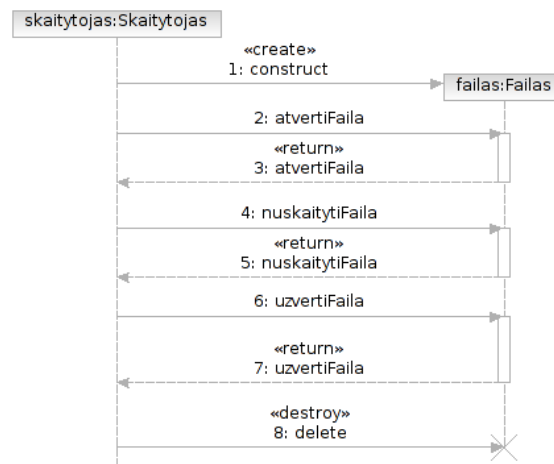 skaitytojas:Skaitytojas
«create»
1: construct
failas:Failas
2: atvertiFaila
«return»
3: atvertiFaila
4: nuskaitytiFaila
«return»
5: nuskaitytiFaila
6: uzvertiFaila
«return»
7: uzvertiFaila
«destroy»
8: delete